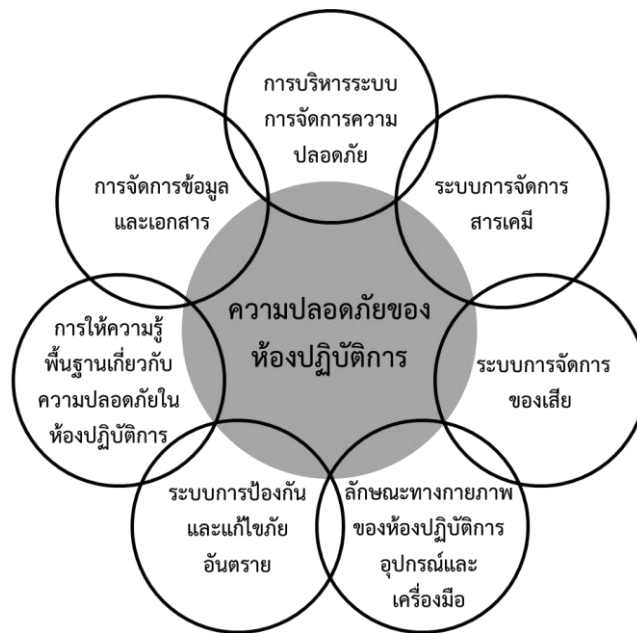 การบริหารระบบ
การจัดการความ
ปลอดภัย
ระบบการจัดการ
สารเคมี
ระบบการจัดการ
ของเสีย
ลักษณะทางกายภาพ
ของห้องปฏิบัติการ
อุปกรณ์และ
เครื่องมือ
ระบบการป้องกัน
และแก้ไขภัย
อันตราย
การให้ความรู้
พื้นฐานเกี่ยวกับ
ความปลอดภัยใน
ห้องปฏิบัติการ
การจัดการข้อมูล
และเอกสาร
ความปลอดภัยของ
ห้องปฏิบัติการ